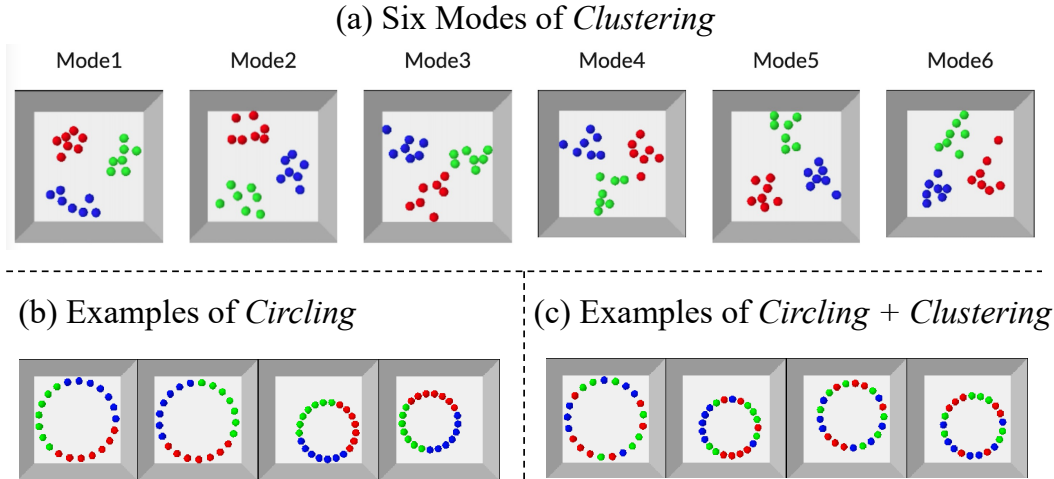 (a) Six Modes of Clustering
Mode1 Mode2 Mode3 Mode4 Mode5 Mode6
(b) Examples of Circling
(c) Examples of Circling + Clustering